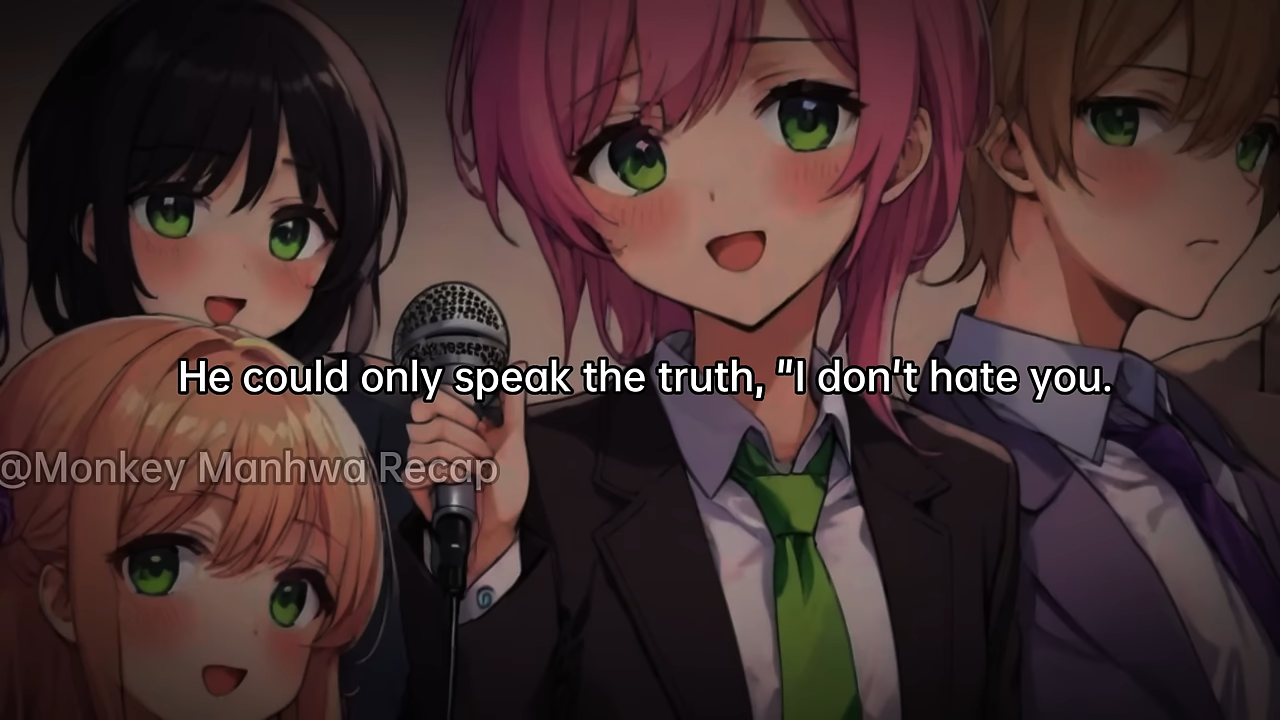 He could only speak the truth, "I don't hate you.
@Monkey Manhwa Recap